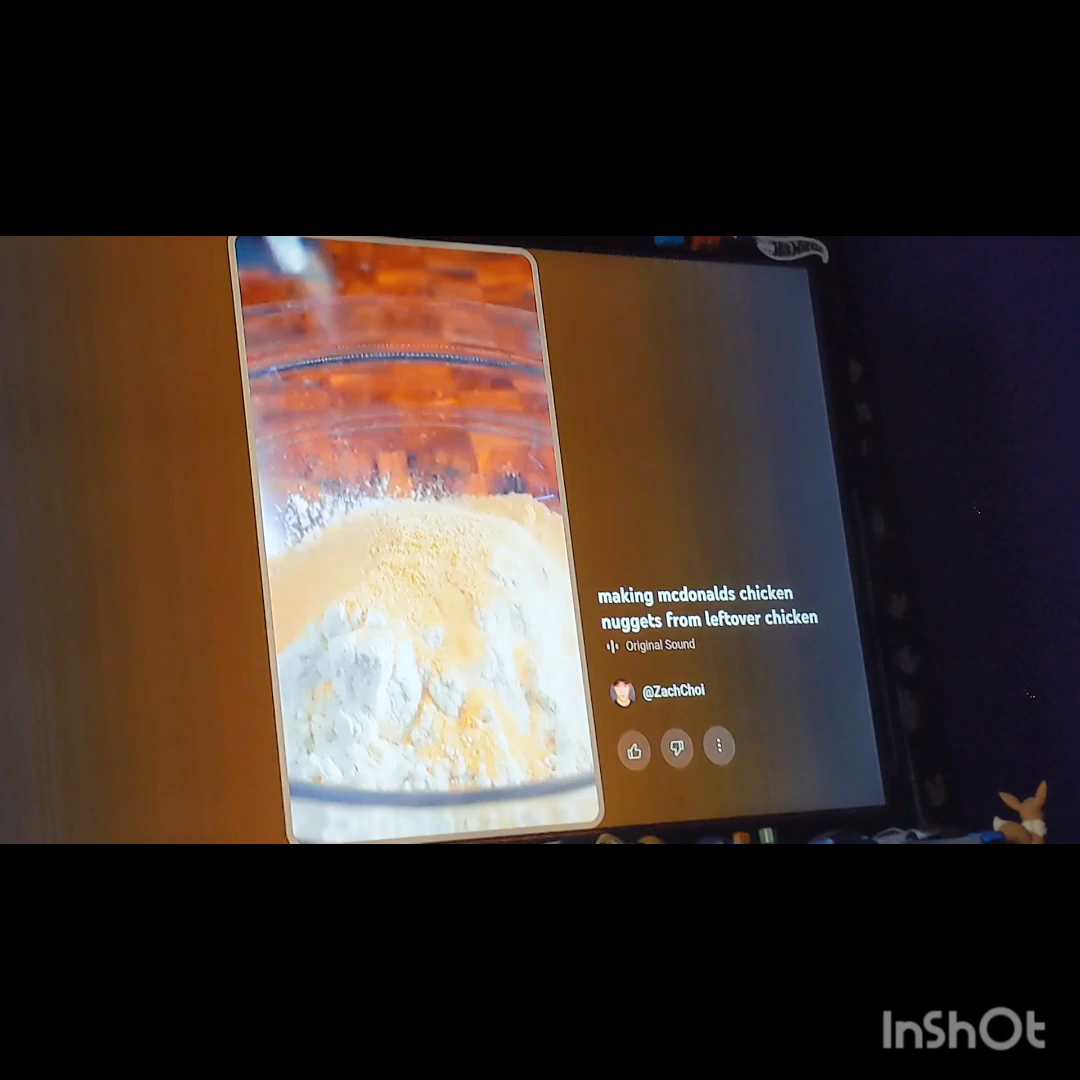 making mcdonalds chicken
nuggets from leftover chicken
Original Sound
@ZachChoi
InShOt